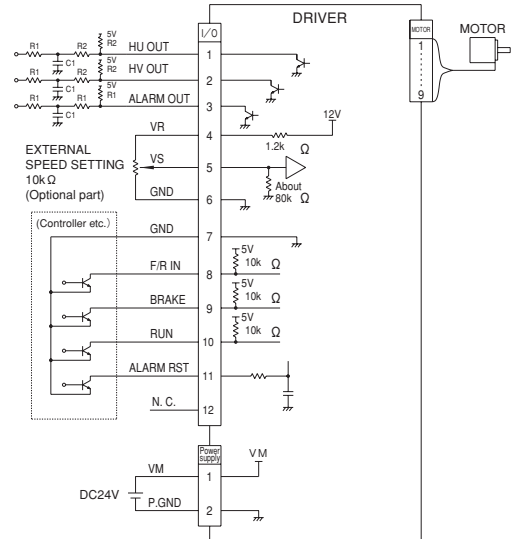 DRIVER
I/O
MOTOR
MOTOR
1
9
5V
R1 R2 R2 HU OUT 1
C1
5V
R1 R2 R2 HV OUT 2
C1
5V
R1 R1 R1 ALARM OUT 3
C1
12V
VR 4
1.2k Ω
EXTERNAL
SPEED SETTING
10kΩ
(Optional part)
VS 5
About
80k Ω
GND 6
(Controller etc.)
GND 7
5V
10k Ω
F/R IN 8
5V
10k Ω
BRAKE 9
5V
10k Ω
RUN 10
ALARM RST 11
N. C. 12
Power
supply
VM 1 VM
DC24V
P.GND 2